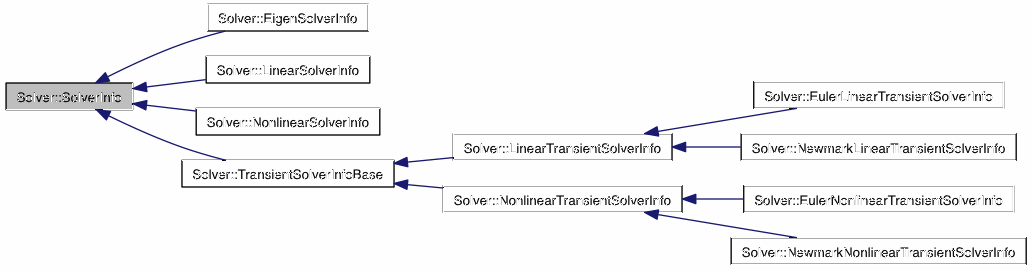 Solver::EigenSolverInfo
Solver::LinearSolverInfo
Solver::SolverInfo
Solver::NonlinearSolverInfo
Solver::TransientSolverInfoBase
Solver::LinearTransientSolverInfo
Solver::NonlinearTransientSolverInfo
Solver::EulerLinearTransientSolverInfo
Solver::NewmarkLinearTransientSolverInfo
Solver::EulerNonlinearTransientSolverInfo
Solver::NewmarkNonlinearTransientSolverInfo